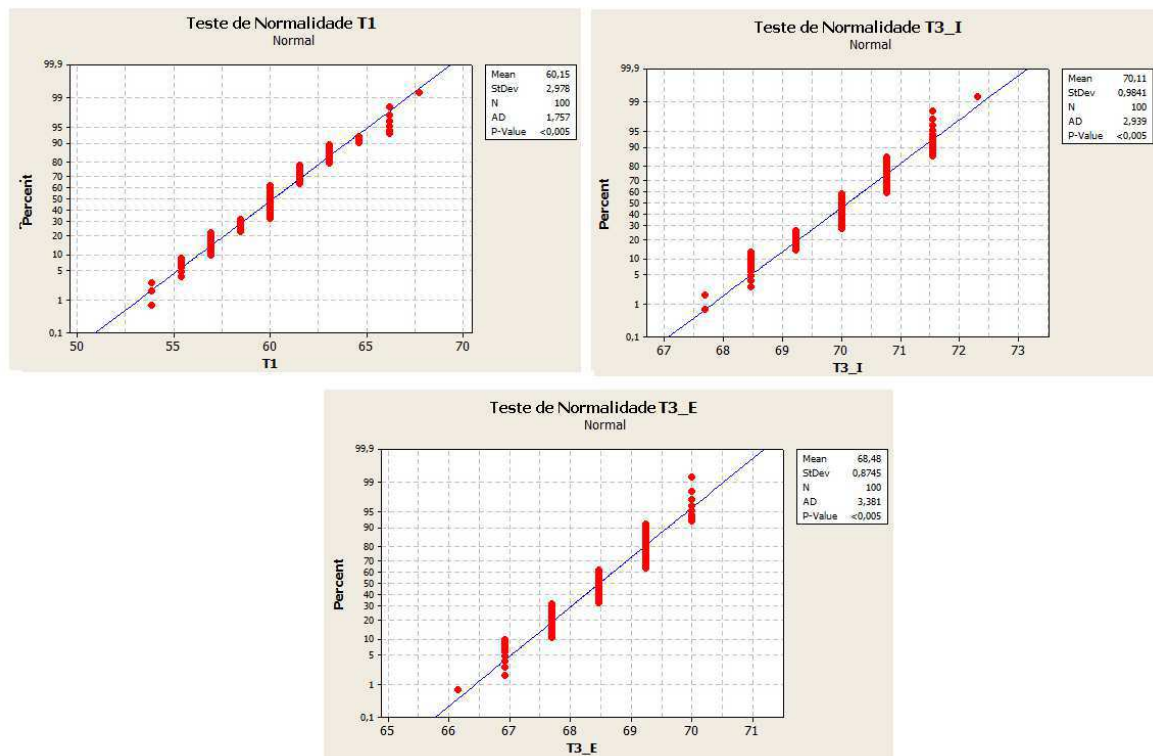 Teste de Normalidade T1
Normal
99,9
99
95
90
80
70
60
50
40
30
20
10
5
1
0,1
Percent
50 55 60 65 70
T1
Mean 60,15
StDev 2,978
N 100
AD 1,757
P-Value <0,005
Teste de Normalidade T3_I
Normal
99,9
99
95
90
80
70
60
50
40
30
20
10
5
1
0,1
Percent
67 68 69 70 71 72 73
T3_I
Mean 70,11
StDev 0,9841
N 100
AD 2,939
P-Value <0,005
Teste de Normalidade T3_E
Normal
99,9
99
95
90
80
70
60
50
40
30
20
10
5
1
0,1
Percent
65 66 67 68 69 70 71
T3_E
Mean 68,48
StDev 0,8745
N 100
AD 3,381
P-Value <0,005